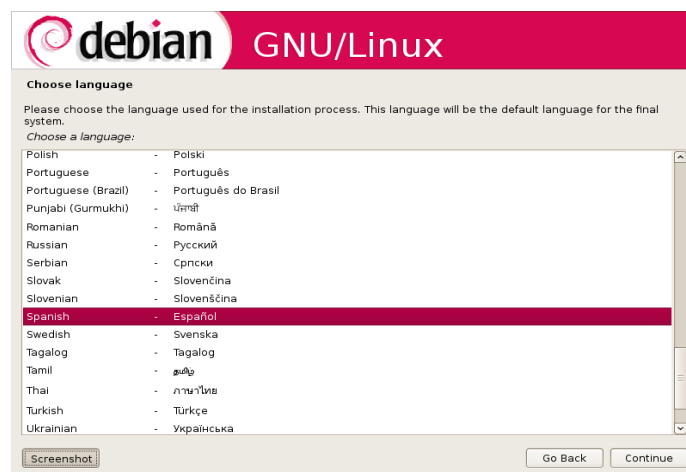 debian GNU/Linux
Choose language
Please choose the language used for the installation process. This language will be the default language for the final
system.
Choose a language:
Polish - Polski
Portuguese - Português
Portuguese (Brazil) - Português do Brasil
Punjabi (Gurmukhi) - ਪੰਜਾਬੀ
Romanian - Română
Russian - Русский
Serbian - Српски
Slovak - Slovenčina
Slovenian - Slovenščina
Spanish - Español
Swedish - Svenska
Tagalog - Tagalog
Tamil - தமிழ்
Thai - ภาษาไทย
Turkish - Türkçe
Ukrainian - Українська
Screenshot Go Back Continue